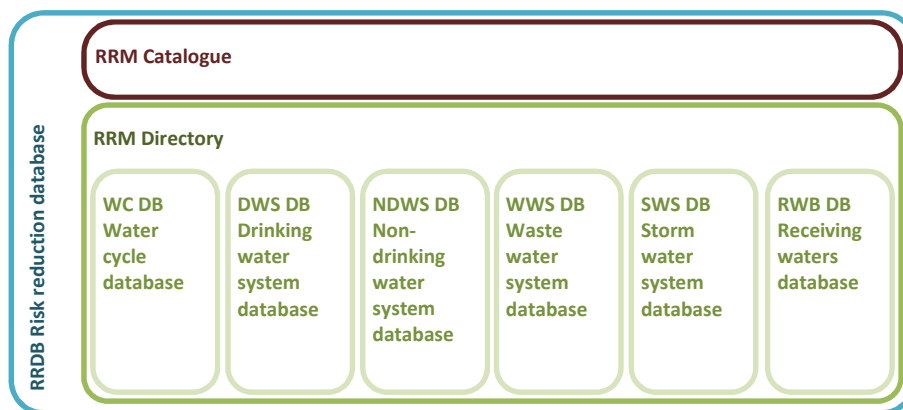 RRDB Risk reduction database
RRM Catalogue
RRM Directory
WC DB
Water
cycle
database
DWS DB
Drinking
water
system
database
NDWS DB
Non-
drinking
water
system
database
WWS DB
Waste
water
system
database
SWS DB
Storm
water
system
database
RWB DB
Receiving
waters
database